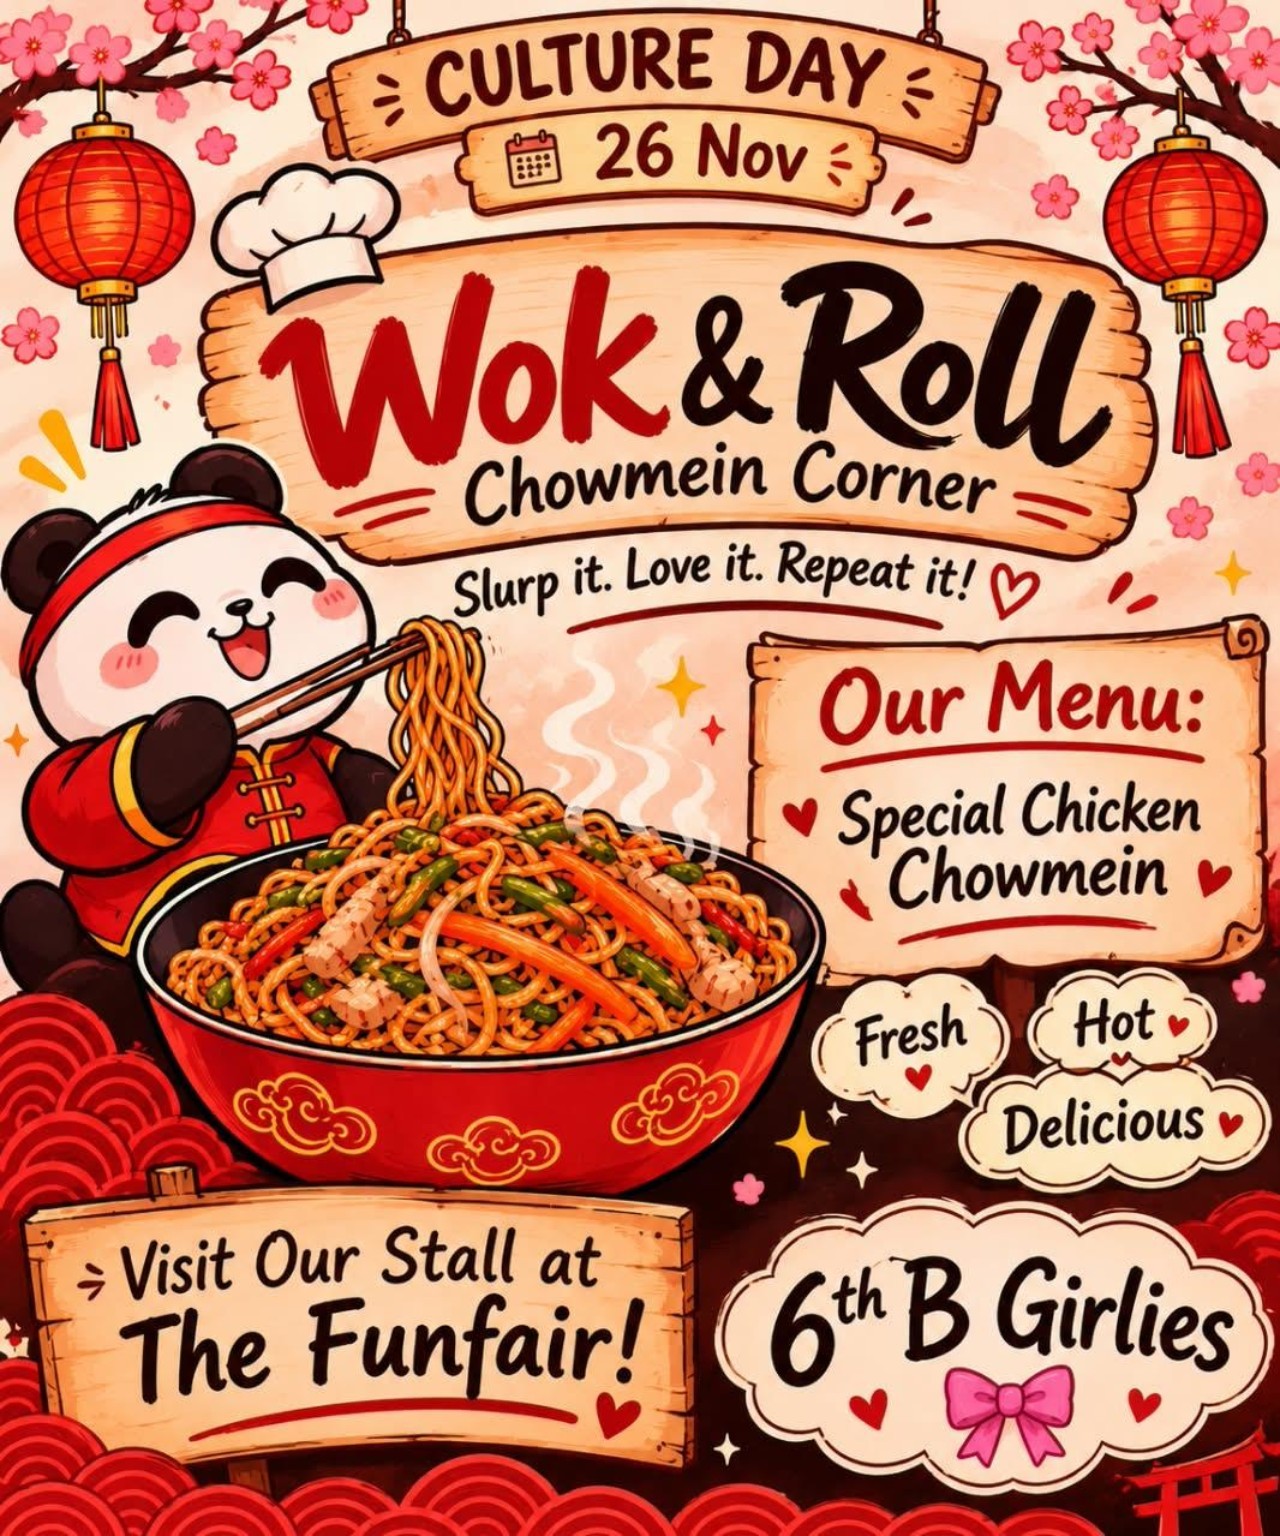 CULTURE DAY
26 Nov
Wok & Roll
Chowmein Corner
Slurp it. Love it. Repeat it!
Our Menu:
Special Chicken
Chowmein
Fresh
Hot
Delicious
Visit Our Stall at
The Funfair!
6th B Girlies